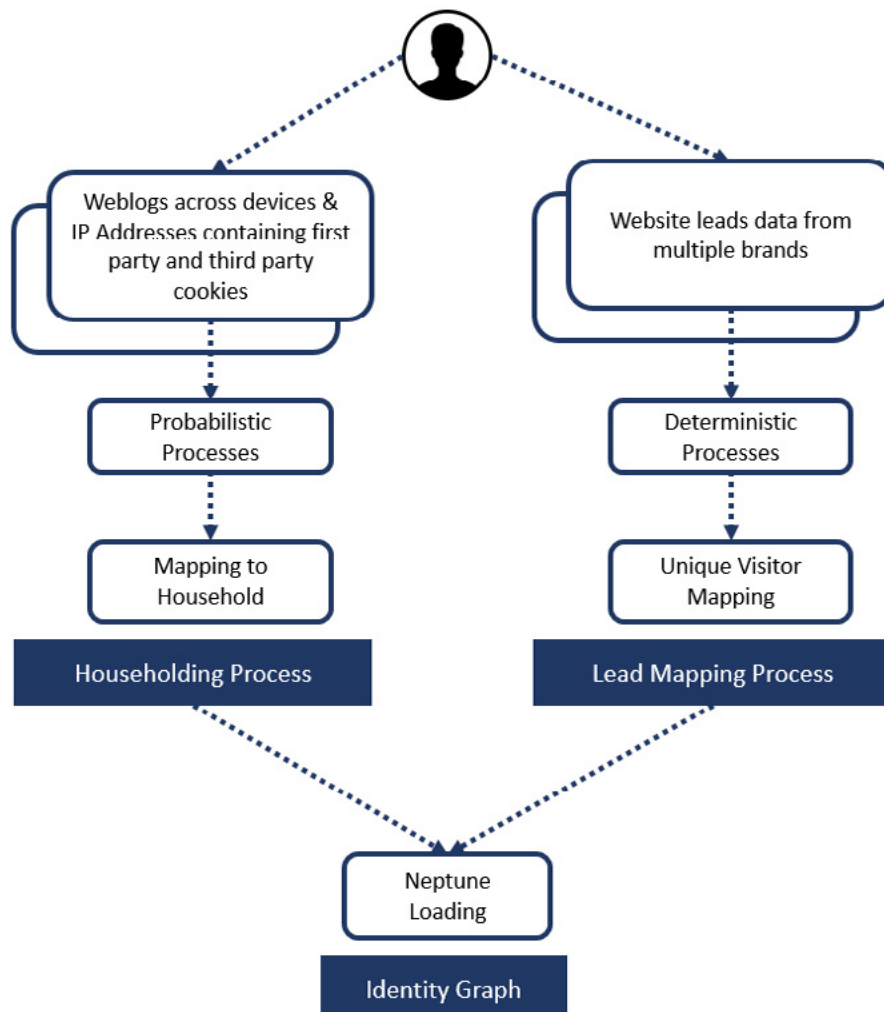 Weblogs across devices &
IP Addresses containing first
party and third party
cookies
Website leads data from
multiple brands
Probabilistic
Processes
Deterministic
Processes
Mapping to
Household
Unique Visitor
Mapping
Householding Process
Lead Mapping Process
Neptune
Loading
Identity Graph